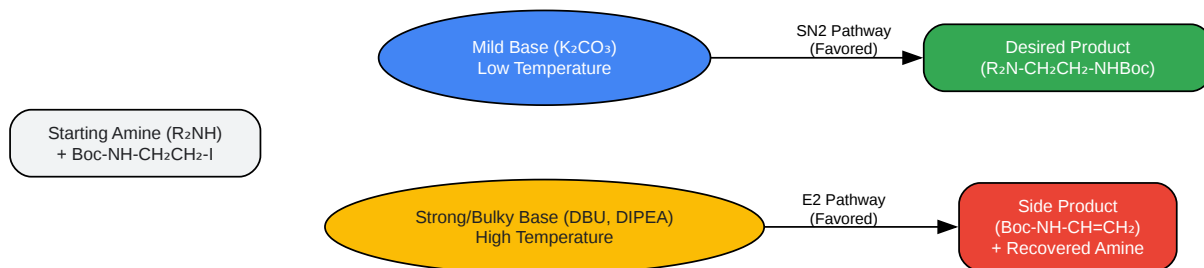 Starting Amine (R₂NH)
+ Boc-NH-CH₂CH₂-I
Mild Base (K₂CO₃)
Low Temperature
SN2 Pathway
(Favored)
Desired Product
(R₂N-CH₂CH₂-NHBoc)
Strong/Bulky Base (DBU, DIPEA)
High Temperature
E2 Pathway
(Favored)
Side Product
(Boc-NH-CH=CH₂)
+ Recovered Amine